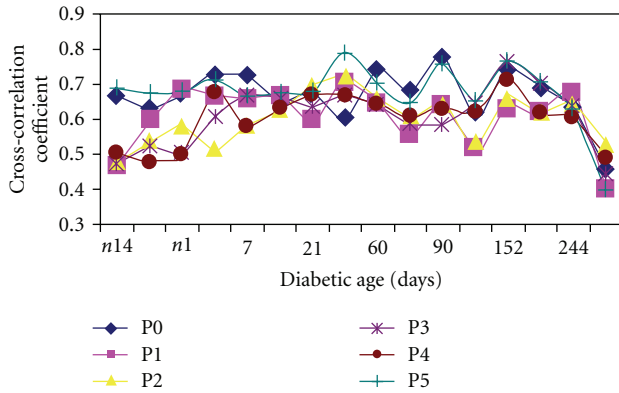 0.9
0.8
0.7
0.6
0.5
0.4
0.3
Cross-correlation
coefficient
n14 n1 7 21 60 90 152 244
Diabetic age (days)
P0 P3
P1 P4
P2 P5